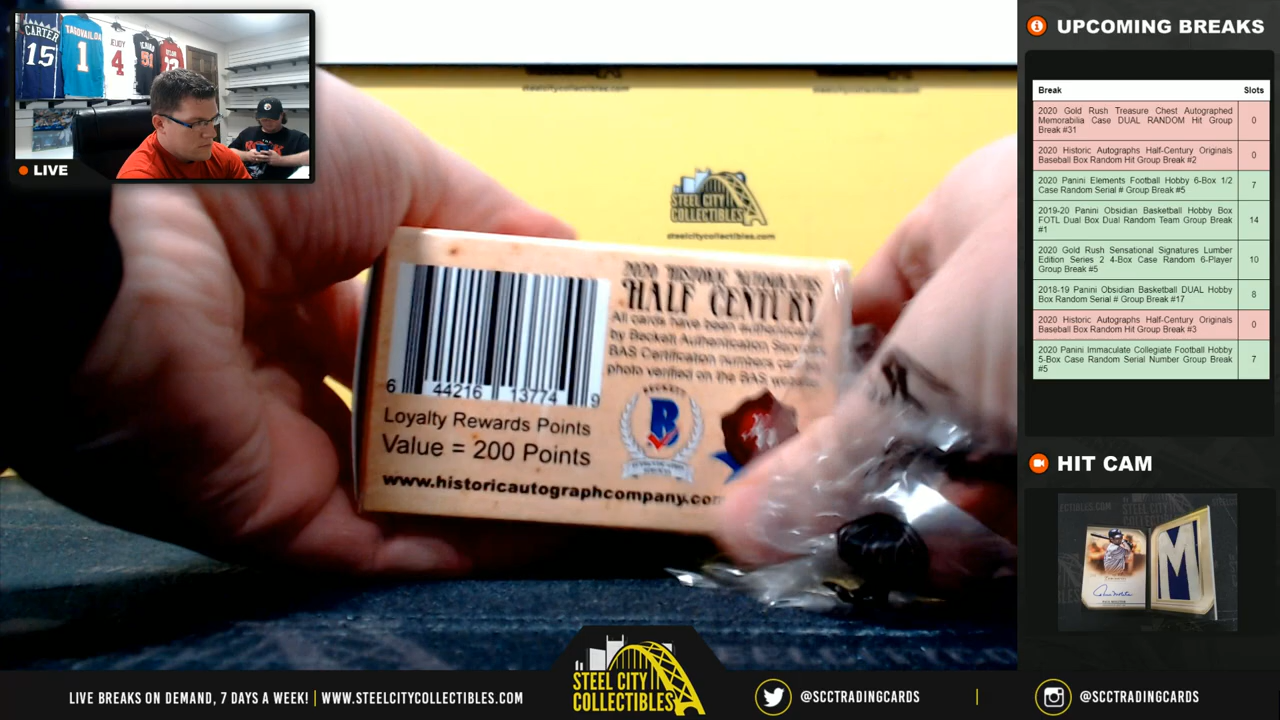 CARTER
15
TAGOVAILOA
1
JEUDY
4
51
LIVE
steelcitycollectibles.com
STEEL CITY
COLLECTIBLES
steelcitycollectibles.com
6 44216 13774 9
Loyalty Rewards Points
Value = 200 Points
www.historicautographcompany.com
2020 HISTORIC AUTOGRAPHS
HALF CENTURY
All cards have been authenticated
by Beckett Authentication Services
BAS Certification numbers can
photo verified on the BAS website
BECKETT
B
UPCOMING BREAKS
Break Slots
2020 Gold Rush Treasure Chest Autographed
Memorabilia Case DUAL RANDOM Hit Group
Break #31
0
2020 Historic Autographs Half-Century Originals
Baseball Box Random Hit Group Break #2
0
2020 Panini Elements Football Hobby 6-Box 1/2
Case Random Serial # Group Break #5
7
2019-20 Panini Obsidian Basketball Hobby Box
FOTL Dual Box Dual Random Team Group Break
#1
14
2020 Gold Rush Sensational Signatures Lumber
Edition Series 2 4-Box Case Random 6-Player
Group Break #5
10
2018-19 Panini Obsidian Basketball DUAL Hobby
Box Random Serial # Group Break #17
8
2020 Historic Autographs Half-Century Originals
Baseball Box Random Hit Group Break #3
0
2020 Panini Immaculate Collegiate Football Hobby
5-Box Case Random Serial Number Group Break
#5
7
HIT CAM
M
LIVE BREAKS ON DEMAND, 7 DAYS A WEEK! | WWW.STEELCITYCOLLECTIBLES.COM
STEEL CITY
COLLECTIBLES
@SCCTRADINGCARDS
@SCCTRADINGCARDS